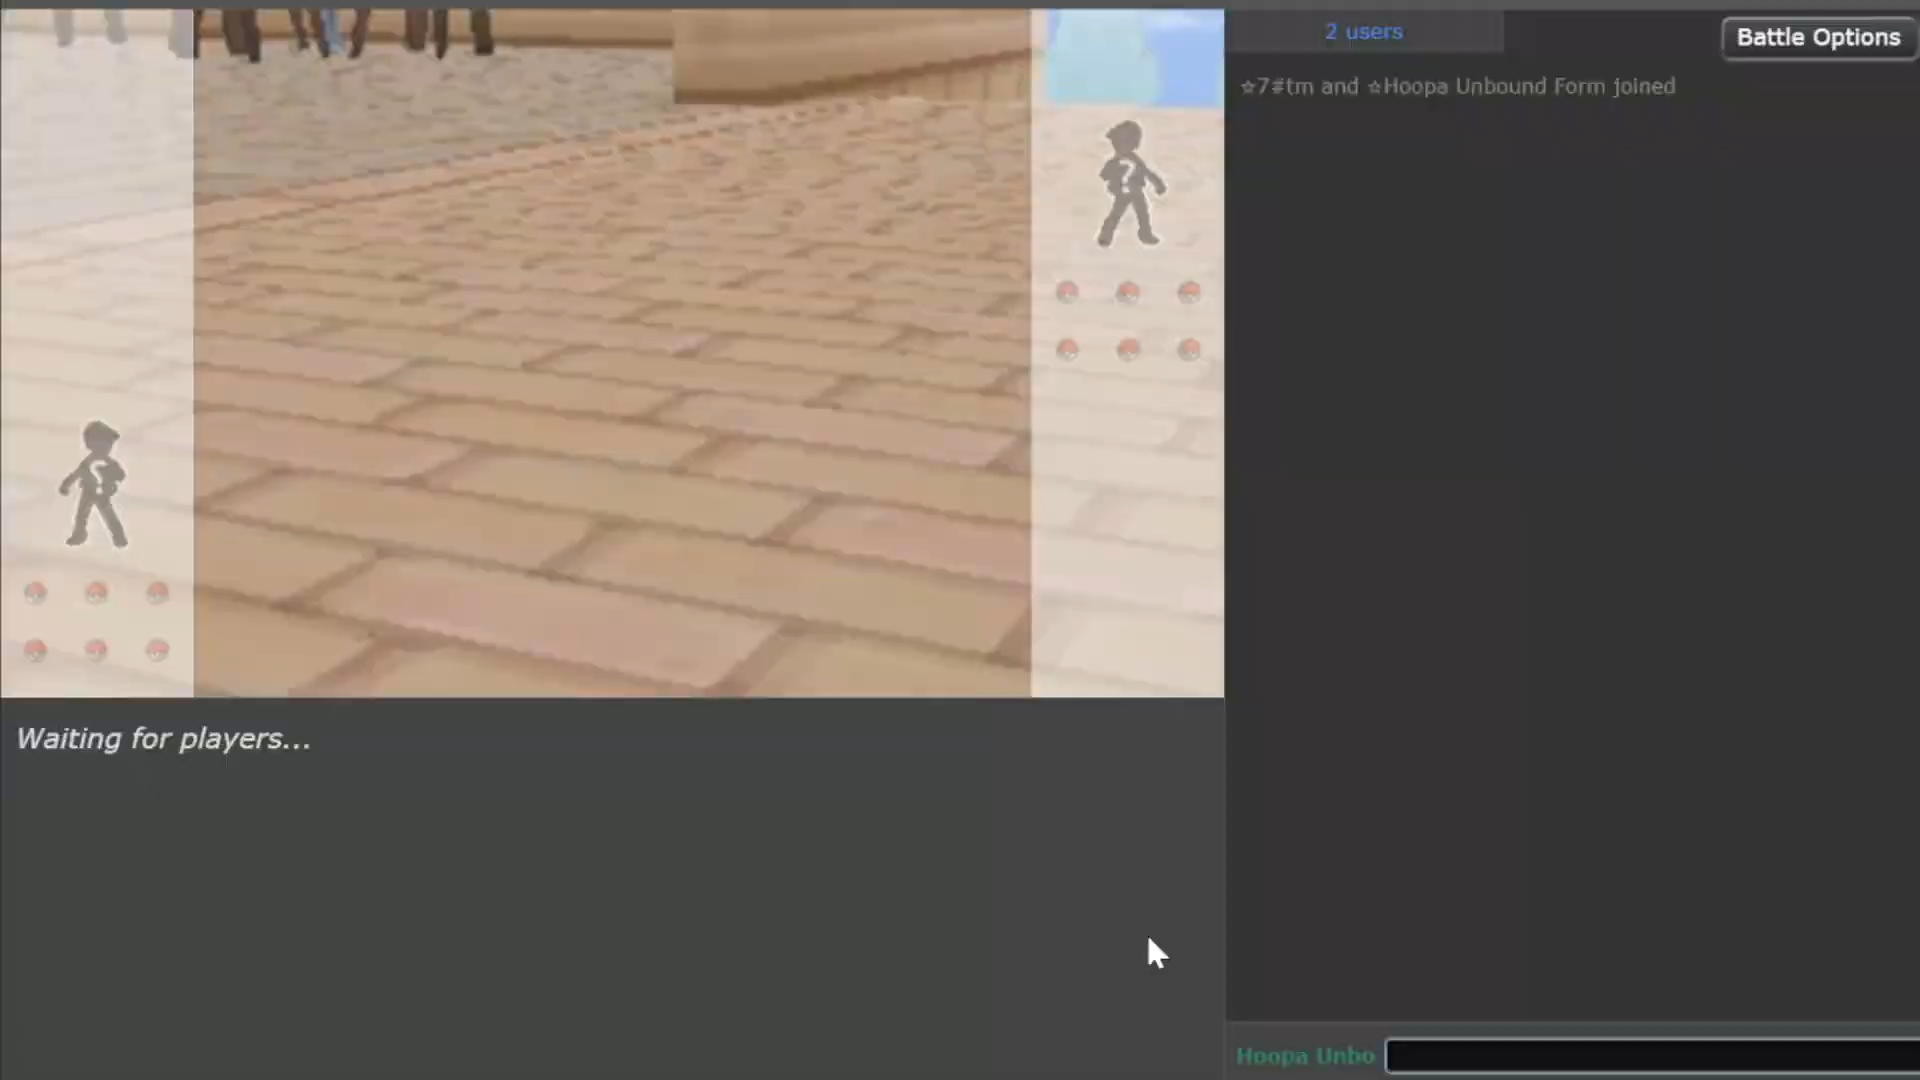 2 users
Battle Options
☆7#tm and ☆Hoopa Unbound Form joined
?
?
Waiting for players...
Hoopa Unbo